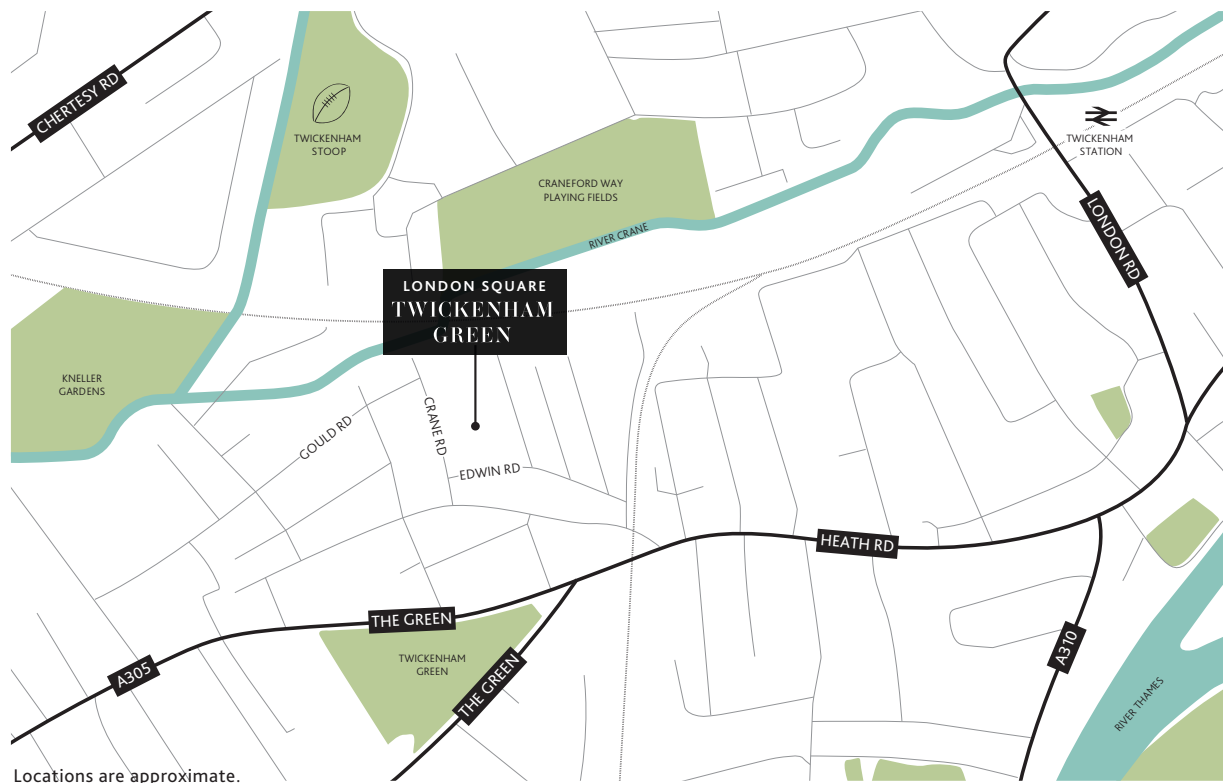 CHERTESY RD
TWICKENHAM
STOOP
TWICKENHAM
STATION
CRANEFORD WAY
PLAYING FIELDS
RIVER CRANE
LONDON RD
LONDON SQUARE
TWICKENHAM
GREEN
KNELLER
GARDENS
GOULD RD
CRANE RD
EDWIN RD
HEATH RD
THE GREEN
TWICKENHAM
GREEN
THE GREEN
A305
A310
RIVER THAMES
Locations are approximate.